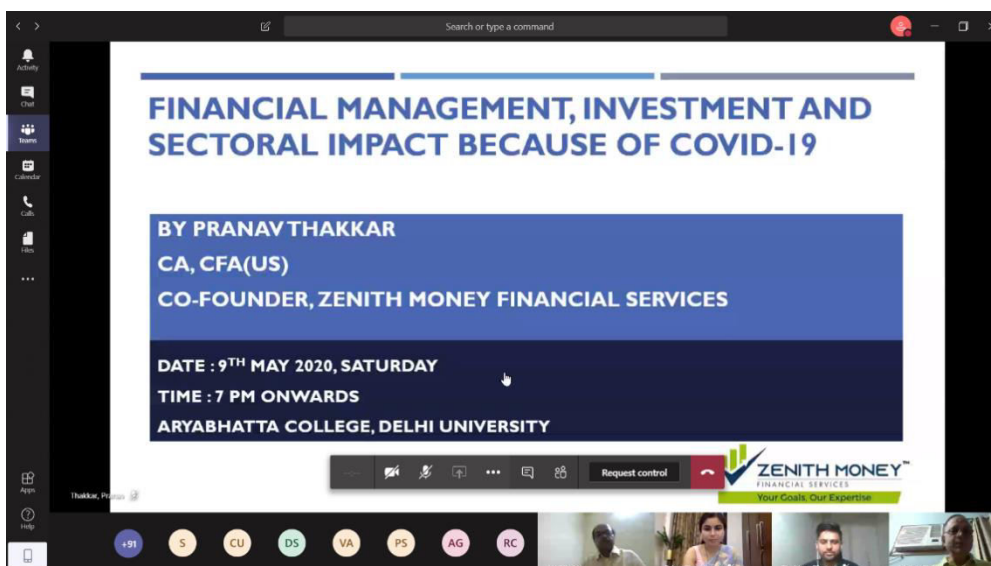 Search or type a command
Activity
Chat
Teams
Calendar
Calls
Files
Apps
Help
FINANCIAL MANAGEMENT, INVESTMENT AND
SECTORAL IMPACT BECAUSE OF COVID-19
BY PRANAV THAKKAR
CA, CFA(US)
CO-FOUNDER, ZENITH MONEY FINANCIAL SERVICES
DATE : 9TH MAY 2020, SATURDAY
TIME : 7 PM ONWARDS
ARYABHATTA COLLEGE, DELHI UNIVERSITY
Request control
ZENITH MONEY™
FINANCIAL SERVICES
Your Goals, Our Expertise
Thakkar,
+91
S
CU
DS
VA
PS
AG
RC